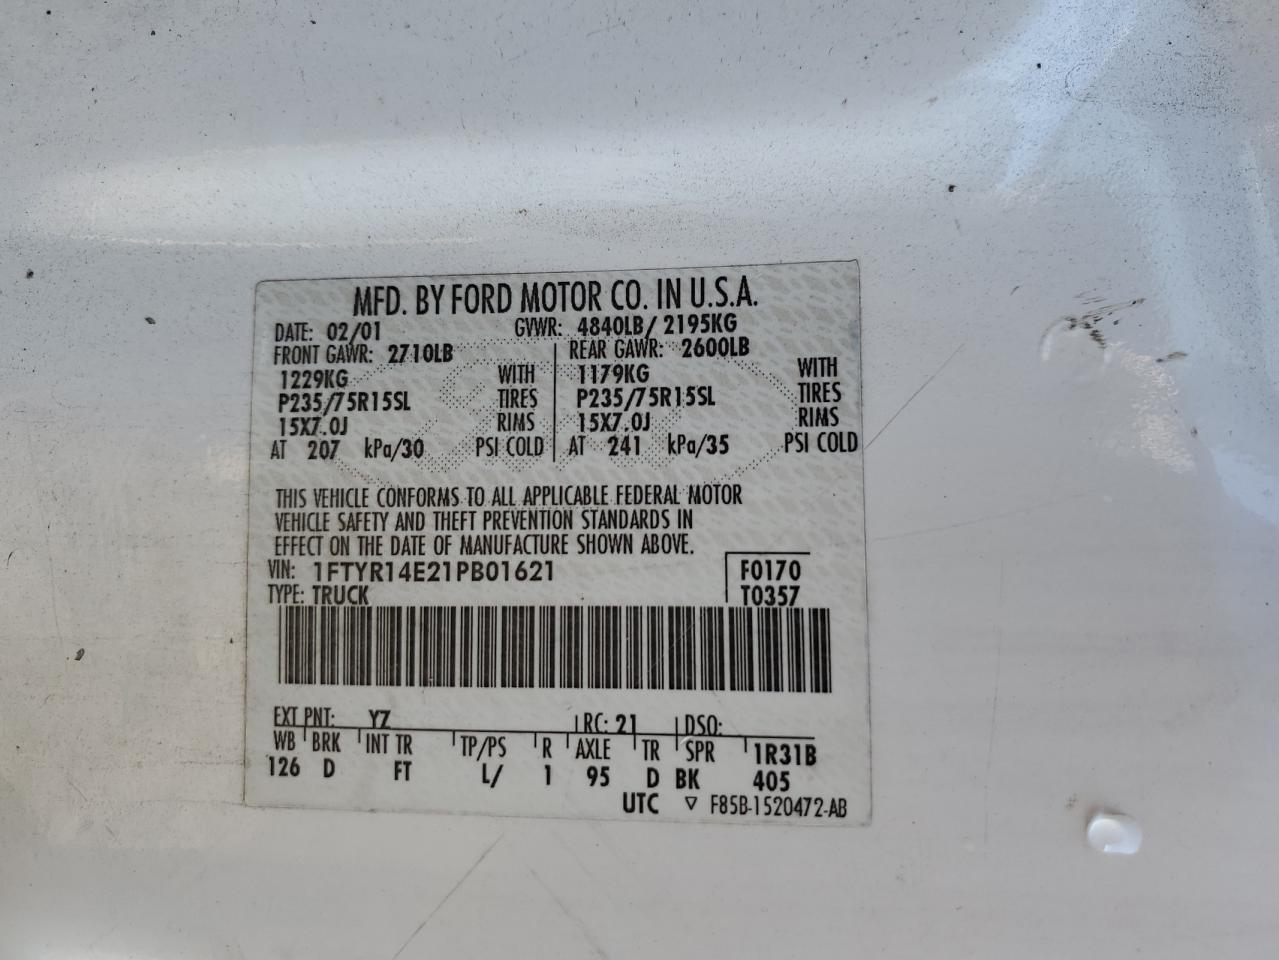 MFD. BY FORD MOTOR CO. IN U.S.A.
DATE: 02/01 GVWR: 4840LB/ 2195KG
FRONT GAWR: 2710LB REAR GAWR: 2600LB
1229KG WITH 1179KG WITH
P235/75R15SL TIRES P235/75R15SL TIRES
15X7.0J RIMS 15X7.0J RIMS
AT 207 kPa/30 PSI COLD AT 241 kPa/35 PSI COLD
THIS VEHICLE CONFORMS TO ALL APPLICABLE FEDERAL MOTOR
VEHICLE SAFETY AND THEFT PREVENTION STANDARDS IN
EFFECT ON THE DATE OF MANUFACTURE SHOWN ABOVE.
VIN: 1FTYR14E21PB01621 F0170
TYPE: TRUCK T0357
EXT PNT: YZ RC: 21 DSO:
WB BRK INT TR TP/PS R AXLE TR SPR 1R31B
126 D FT L/ 1 95 D BK 405
UTC ▽ F85B-1520472-AB